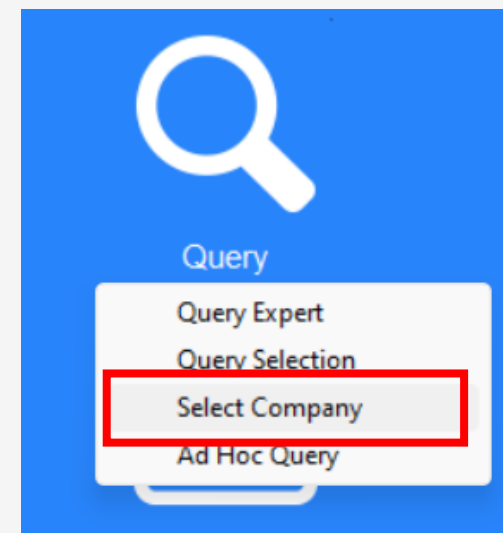 Query
Query Expert
Query Selection
Select Company
Ad Hoc Query